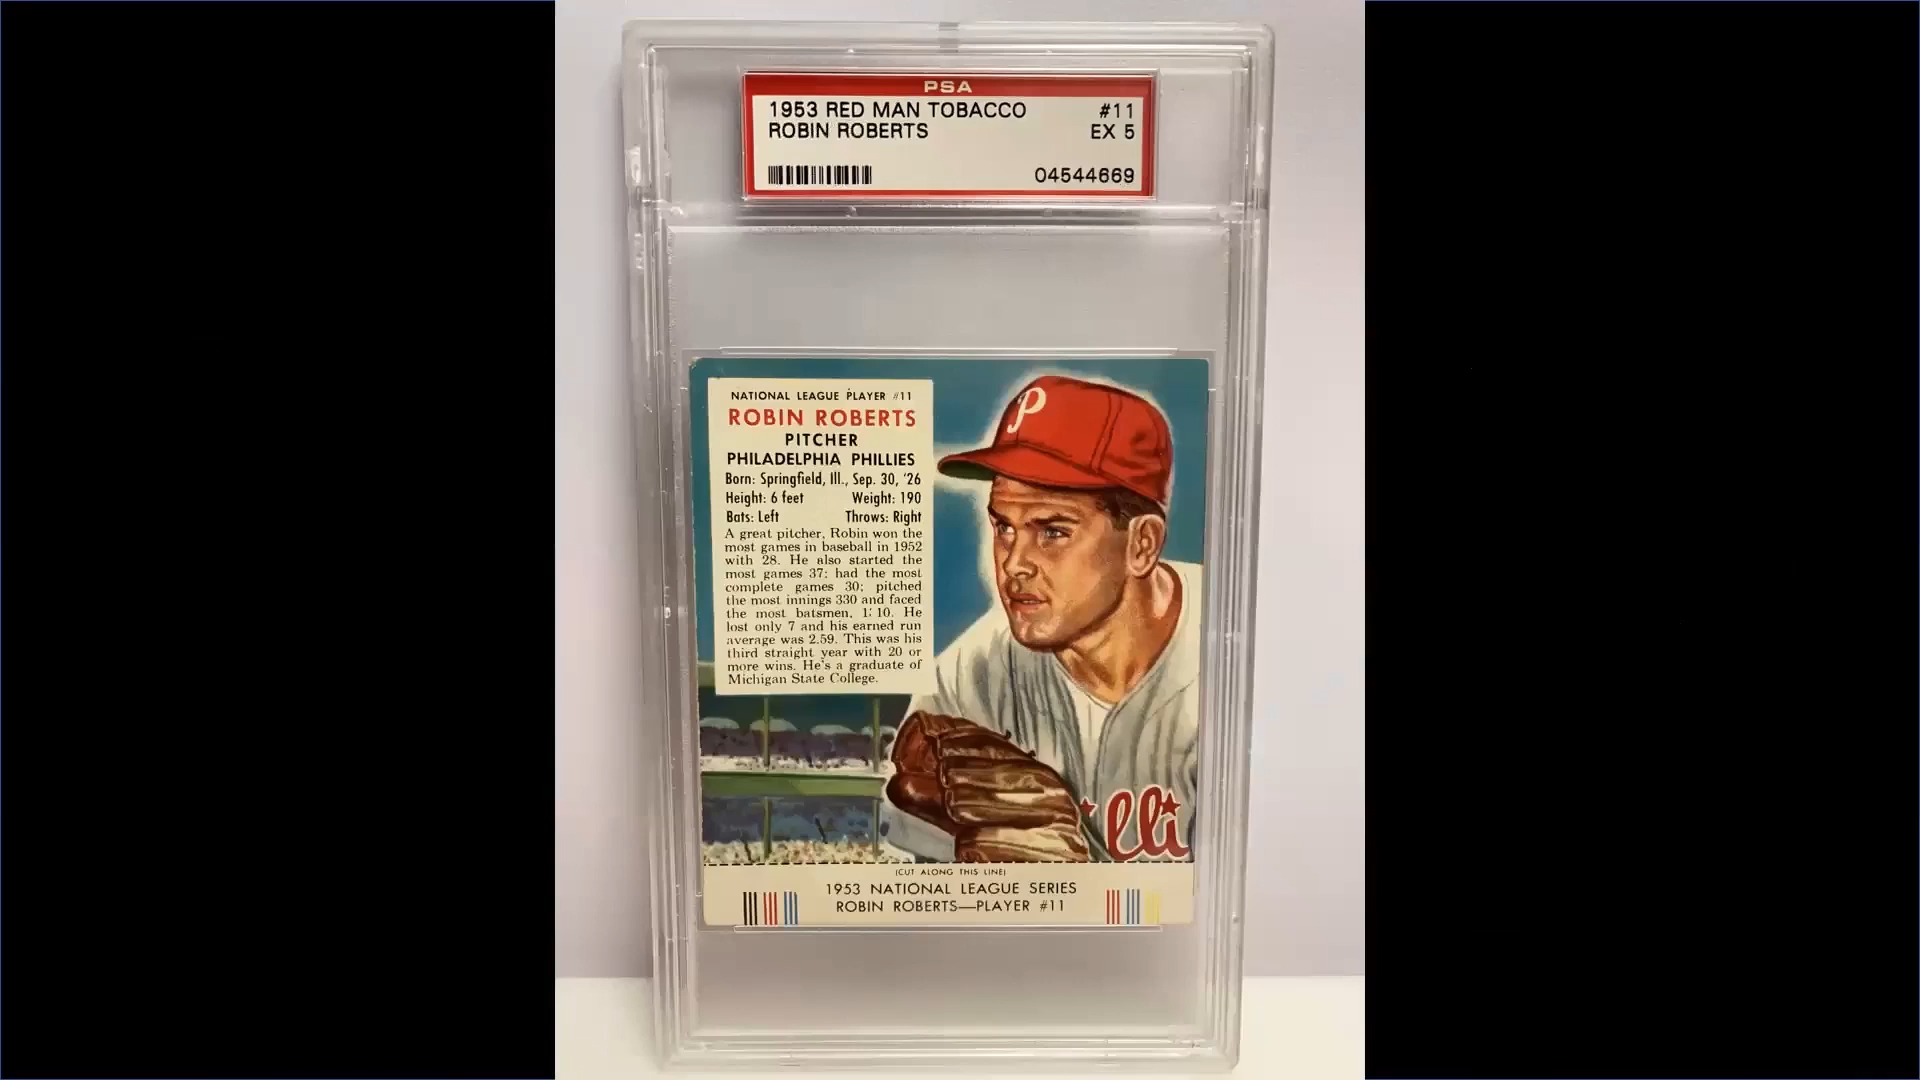 PSA
1953 RED MAN TOBACCO #11
ROBIN ROBERTS EX 5
04544669
NATIONAL LEAGUE PLAYER #11
ROBIN ROBERTS
PITCHER
PHILADELPHIA PHILLIES
Born: Springfield, Ill., Sep. 30, '26
Height: 6 feet Weight: 190
Bats: Left Throws: Right
A great pitcher, Robin won the
most games in baseball in 1952
with 28. He also started the
most games 37; had the most
complete games 30; pitched
the most innings 330 and faced
the most batsmen, He
lost only 7 and his earned run
average was 2.59. This was his
third straight year with 20 or
more wins. He's a graduate of
Michigan State College.
P
illi
(CUT ALONG THIS LINE)
1953 NATIONAL LEAGUE SERIES
ROBIN ROBERTS—PLAYER #11